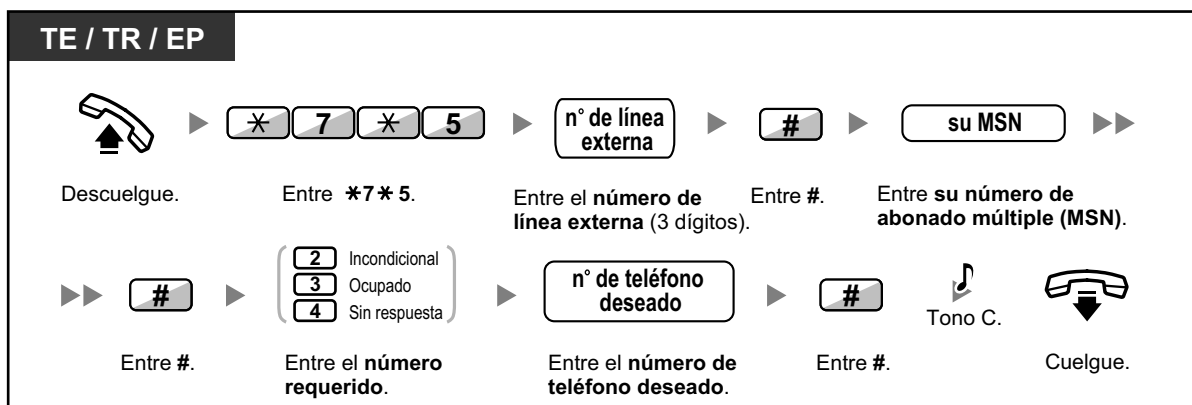 TE / TR / EP
* 7 * 5
n° de línea
externa
#
su MSN
Descuelgue.
Entre *7*5.
Entre el número de
línea externa (3 dígitos).
Entre #.
Entre su número de
abonado múltiple (MSN).
#
2 Incondicional
3 Ocupado
4 Sin respuesta
n° de teléfono
deseado
#
Tono C.
Entre #.
Entre el número
requerido.
Entre el número de
teléfono deseado.
Entre #.
Cuelgue.